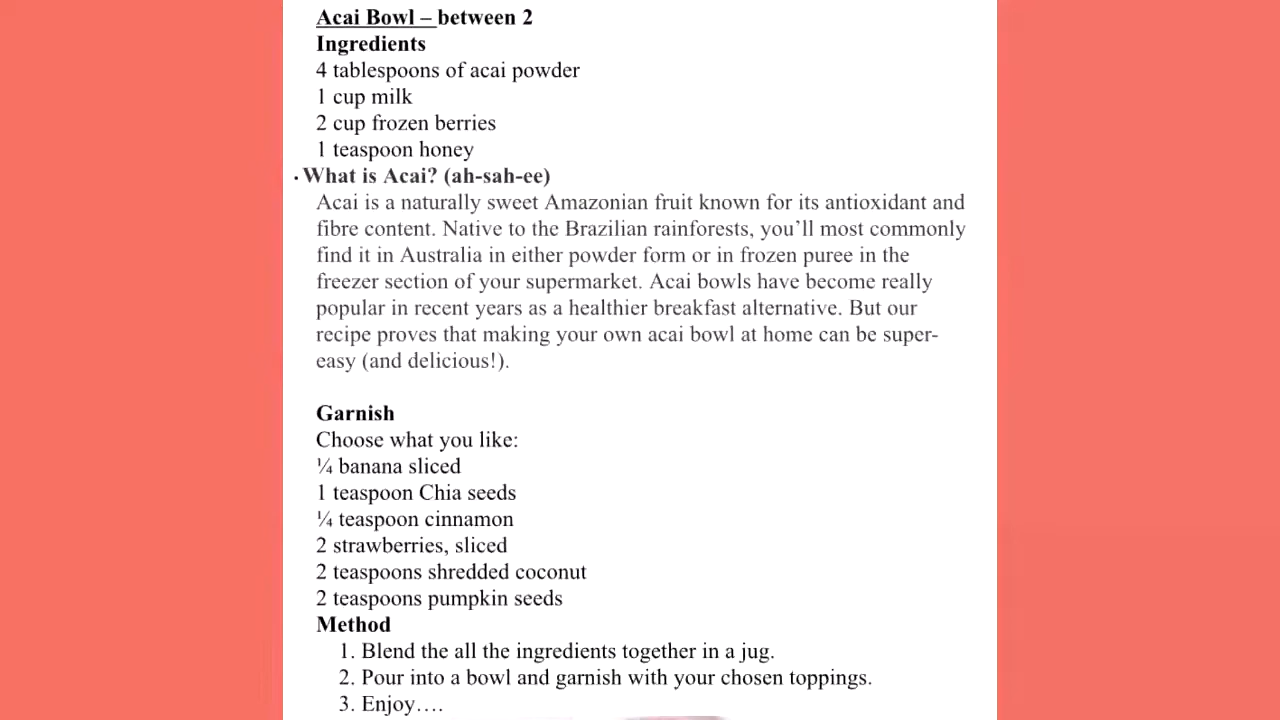 Acai Bowl – between 2
Ingredients
4 tablespoons of acai powder
1 cup milk
2 cup frozen berries
1 teaspoon honey
· What is Acai? (ah-sah-ee)
Acai is a naturally sweet Amazonian fruit known for its antioxidant and
fibre content. Native to the Brazilian rainforests, you’ll most commonly
find it in Australia in either powder form or in frozen puree in the
freezer section of your supermarket. Acai bowls have become really
popular in recent years as a healthier breakfast alternative. But our
recipe proves that making your own acai bowl at home can be super-
easy (and delicious!).
Garnish
Choose what you like:
¼ banana sliced
1 teaspoon Chia seeds
¼ teaspoon cinnamon
2 strawberries, sliced
2 teaspoons shredded coconut
2 teaspoons pumpkin seeds
Method
1. Blend the all the ingredients together in a jug.
2. Pour into a bowl and garnish with your chosen toppings.
3. Enjoy….